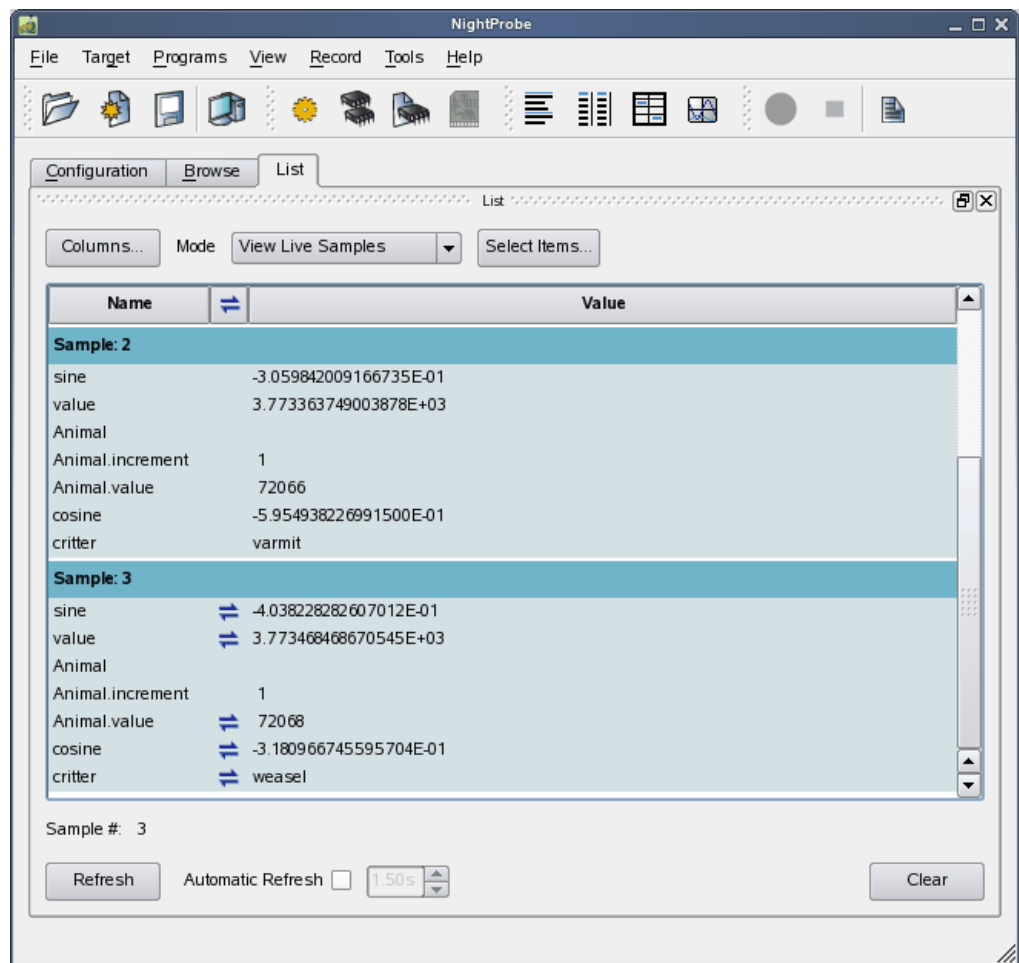 NightProbe
File Target Programs View Record Tools Help
Configuration Browse List
List
Columns... Mode View Live Samples Select Items...
Name Value
Sample: 2
sine -3.059842009166735E-01
value 3.773363749003878E+03
Animal
Animal.increment 1
Animal.value 72066
cosine -5.954938226991500E-01
critter varmit
Sample: 3
sine -4.038228282607012E-01
value 3.773468468670545E+03
Animal
Animal.increment 1
Animal.value 72068
cosine -3.180966745595704E-01
critter weasel
Sample #: 3
Refresh Automatic Refresh 1.50s Clear